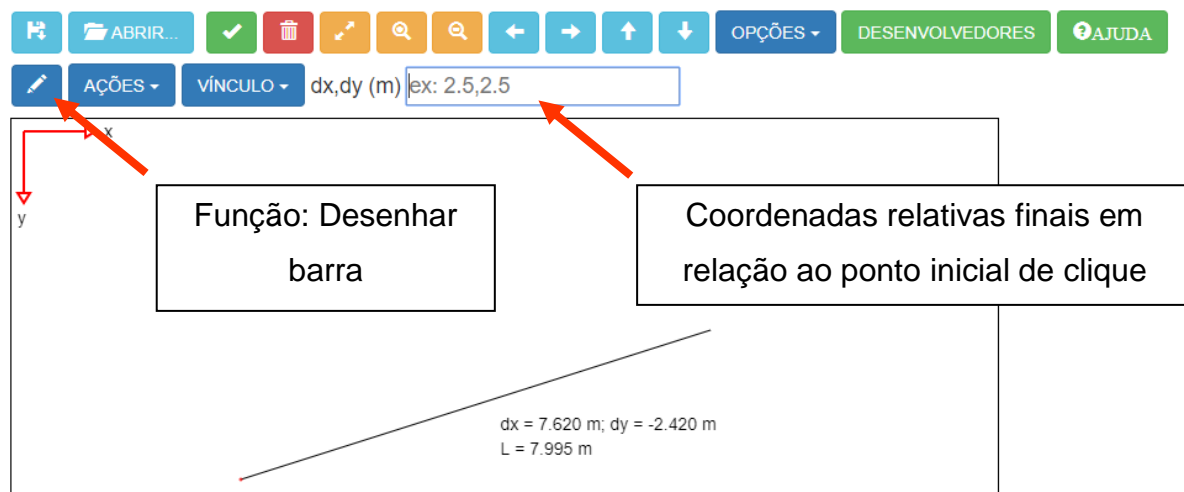 ABRIR...
OPÇÕES
DESENVOLVEDORES
AJUDA
AÇÕES
VÍNCULO
dx,dy (m)
ex: 2.5,2.5
x
y
Função: Desenhar
barra
Coordenadas relativas finais em
relação ao ponto inicial de clique
dx = 7.620 m; dy = -2.420 m
L = 7.995 m